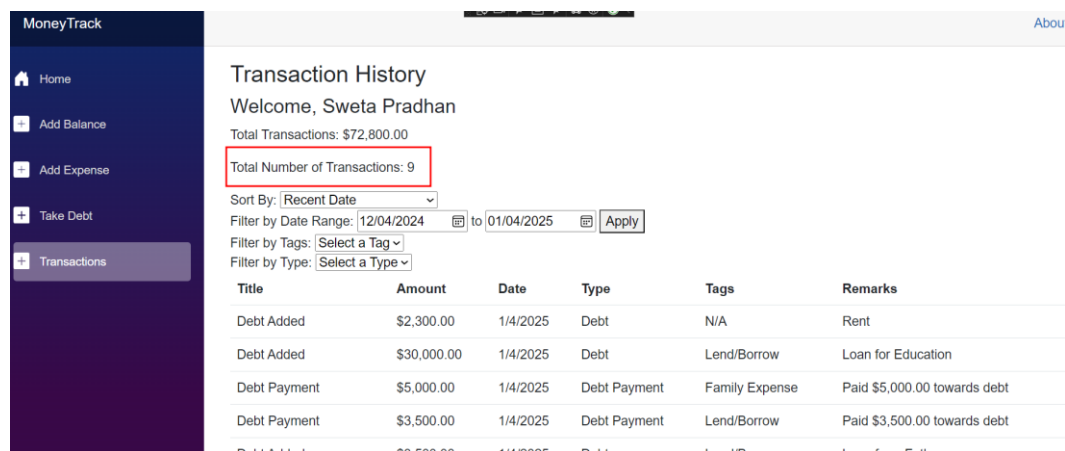 MoneyTrack
About
Home
Add Balance
Add Expense
Take Debt
Transactions
Transaction History
Welcome, Sweta Pradhan
Total Transactions: $72,800.00
Total Number of Transactions: 9
Sort By: Recent Date
Filter by Date Range: 12/04/2024 to 01/04/2025 Apply
Filter by Tags: Select a Tag
Filter by Type: Select a Type
Title Amount Date Type Tags Remarks
Debt Added $2,300.00 1/4/2025 Debt N/A Rent
Debt Added $30,000.00 1/4/2025 Debt Lend/Borrow Loan for Education
Debt Payment $5,000.00 1/4/2025 Debt Payment Family Expense Paid $5,000.00 towards debt
Debt Payment $3,500.00 1/4/2025 Debt Payment Lend/Borrow Paid $3,500.00 towards debt